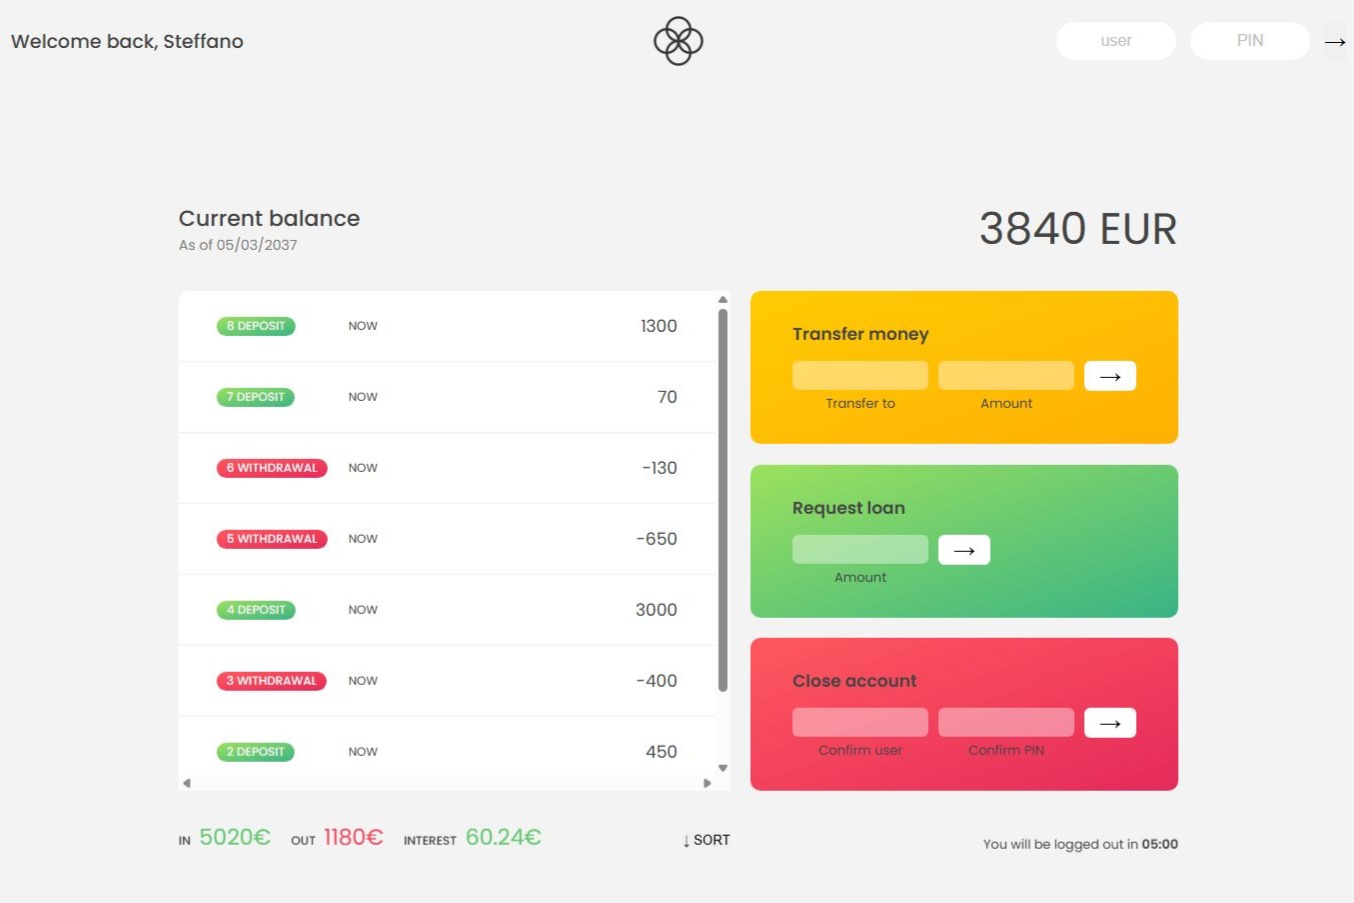 Welcome back, Steffano
user
PIN
→
Current balance
As of 05/03/2037
3840 EUR
8 DEPOSIT NOW 1300
7 DEPOSIT NOW 70
6 WITHDRAWAL NOW -130
5 WITHDRAWAL NOW -650
4 DEPOSIT NOW 3000
3 WITHDRAWAL NOW -400
2 DEPOSIT NOW 450
Transfer money
→
Transfer to Amount
Request loan
→
Amount
Close account
→
Confirm user Confirm PIN
IN 5020€ OUT 1180€ INTEREST 60.24€
↓ SORT
You will be logged out in 05:00